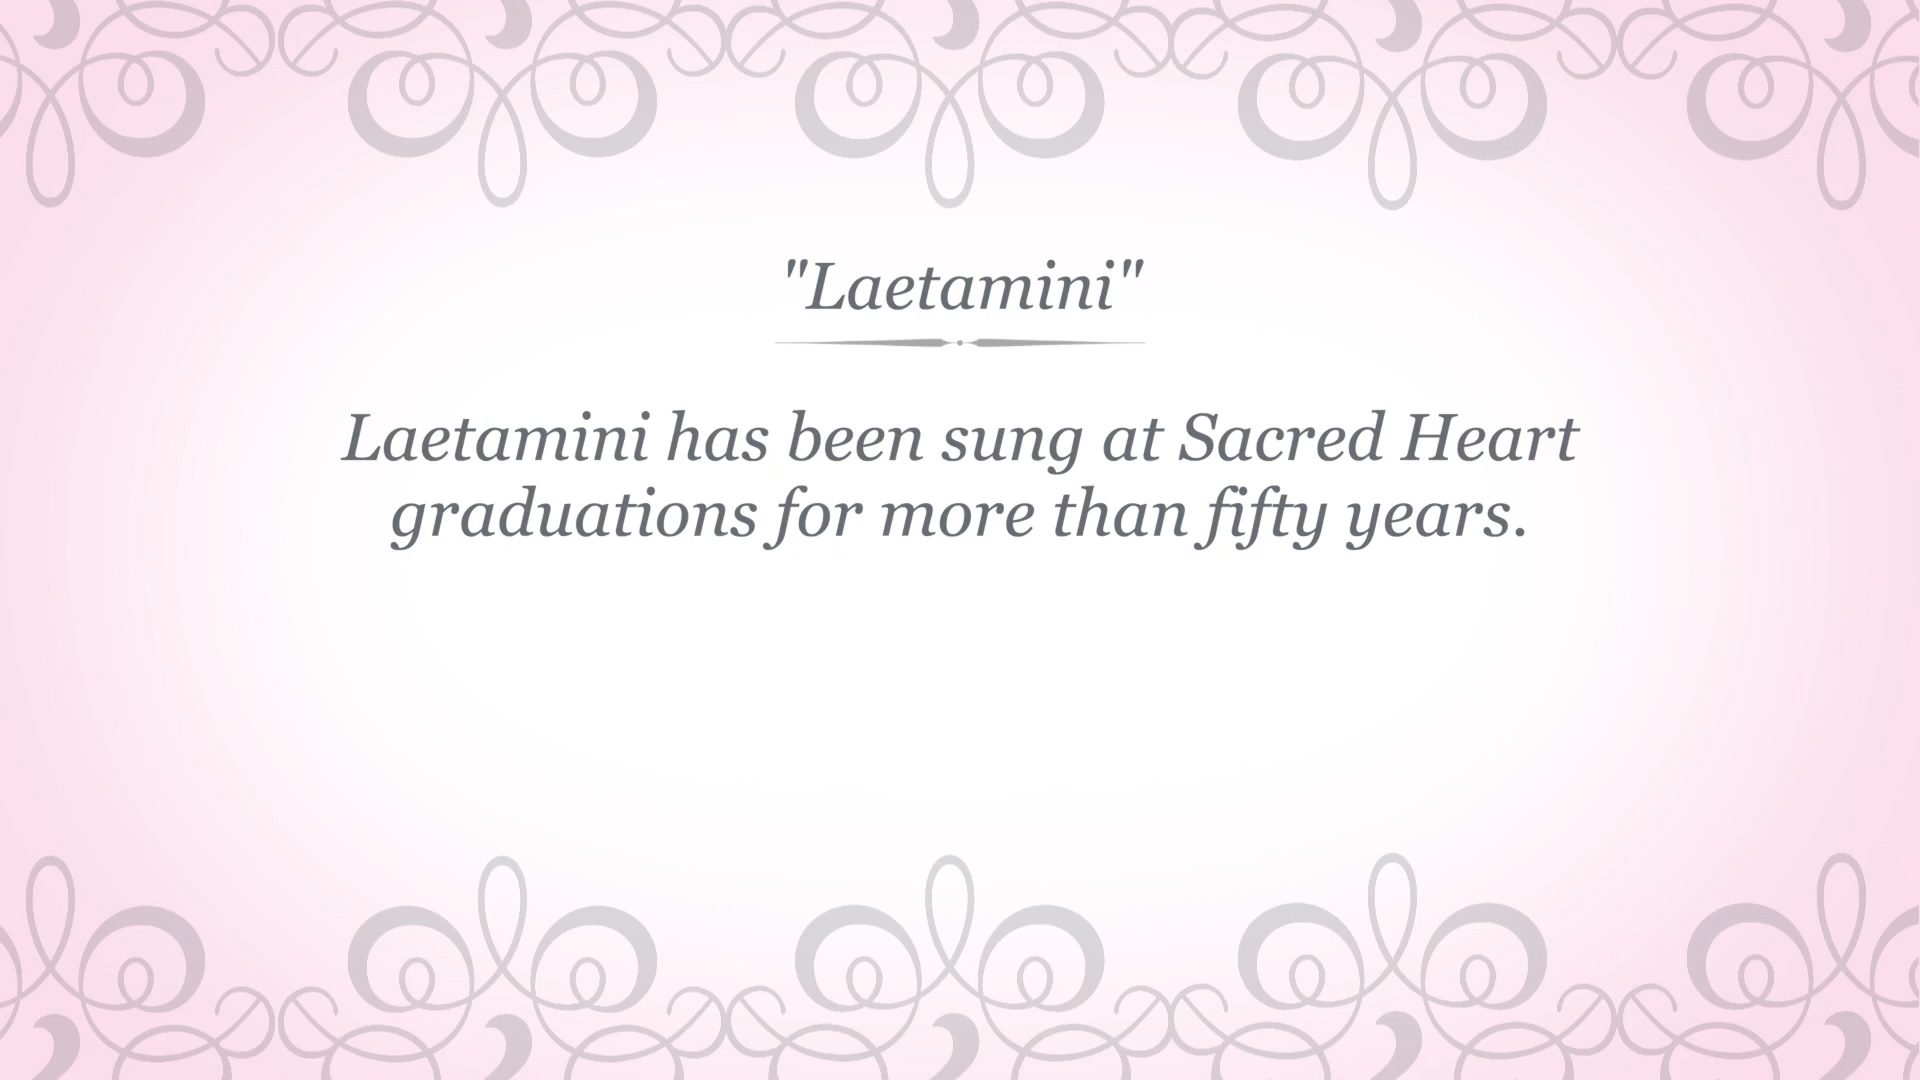 "Laetamini"
Laetamini has been sung at Sacred Heart
graduations for more than fifty years.